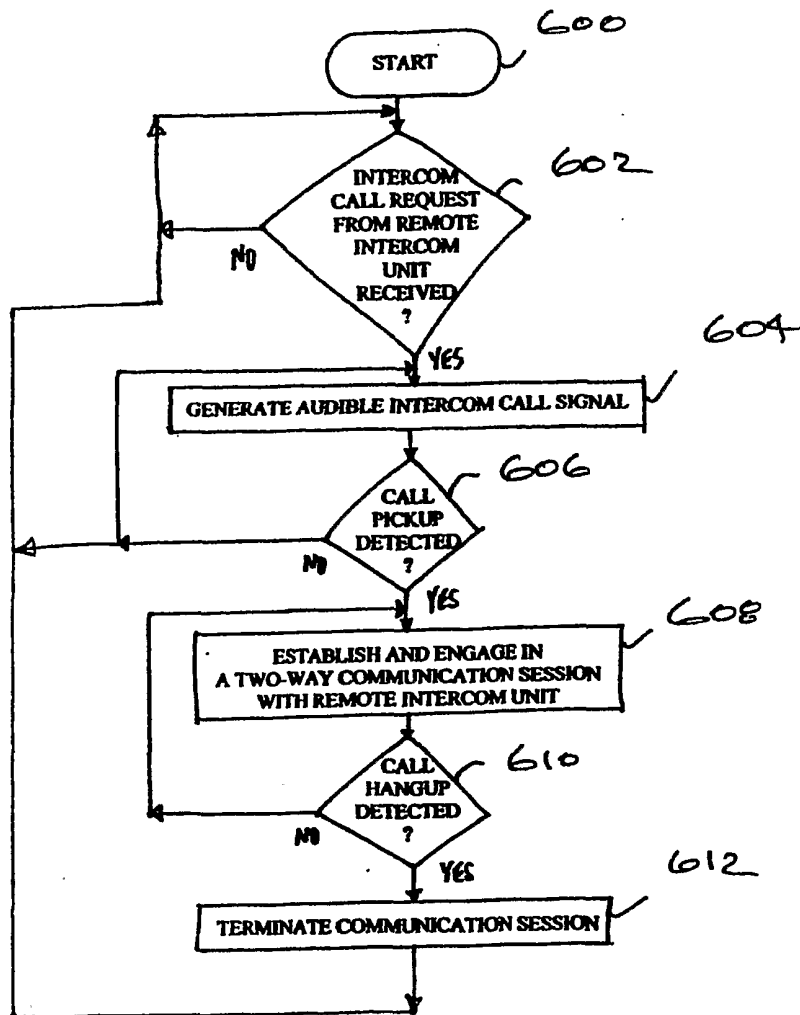 600
START
602
INTERCOM
CALL REQUEST
FROM REMOTE
INTERCOM
UNIT
RECEIVED
?
NO
YES
604
GENERATE AUDIBLE INTERCOM CALL SIGNAL
606
CALL
PICKUP
DETECTED
?
NO
YES
608
ESTABLISH AND ENGAGE IN
A TWO-WAY COMMUNICATION SESSION
WITH REMOTE INTERCOM UNIT
610
CALL
HANGUP
DETECTED
?
NO
YES
612
TERMINATE COMMUNICATION SESSION